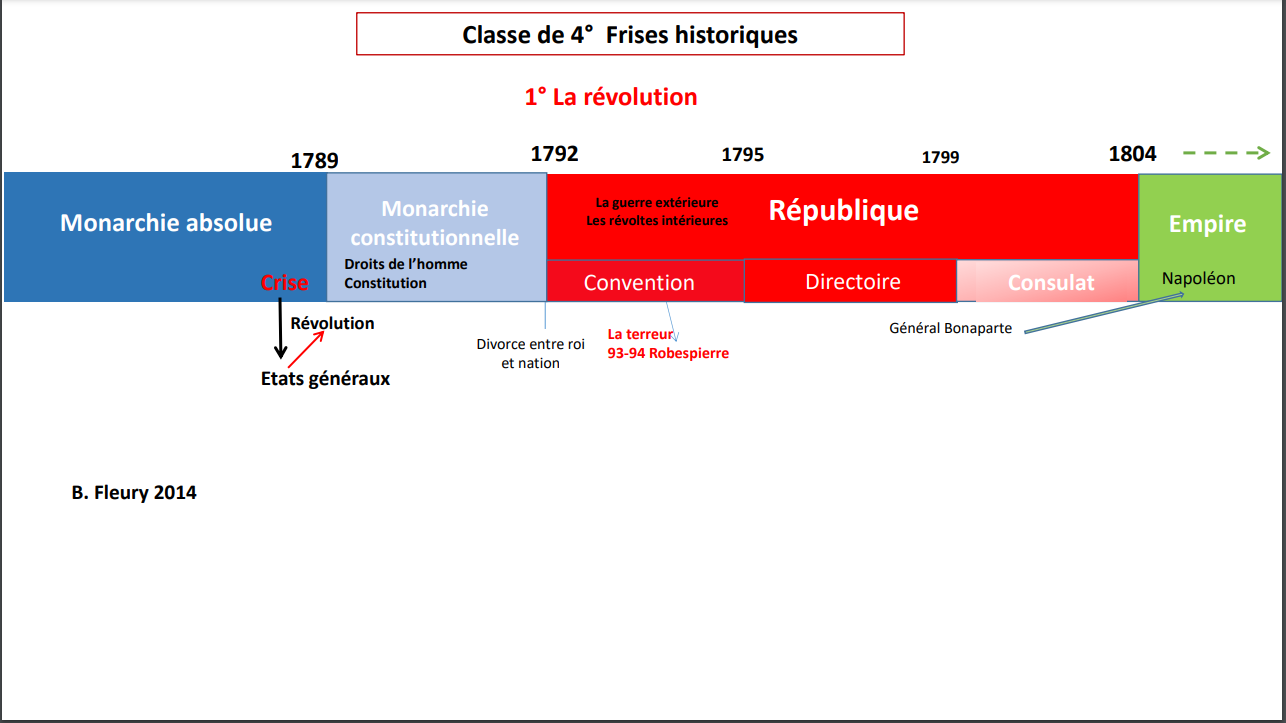 Classe de 4° Frises historiques
1° La révolution
1789
1792
1795
1799
1804
Monarchie absolue
Crise
Monarchie
constitutionnelle
Droits de l’homme
Constitution
La guerre extérieure
Les révoltes intérieures
République
Convention
Directoire
Consulat
Empire
Napoléon
Révolution
Etats généraux
Divorce entre roi
et nation
La terreur
93-94 Robespierre
Général Bonaparte
B. Fleury 2014